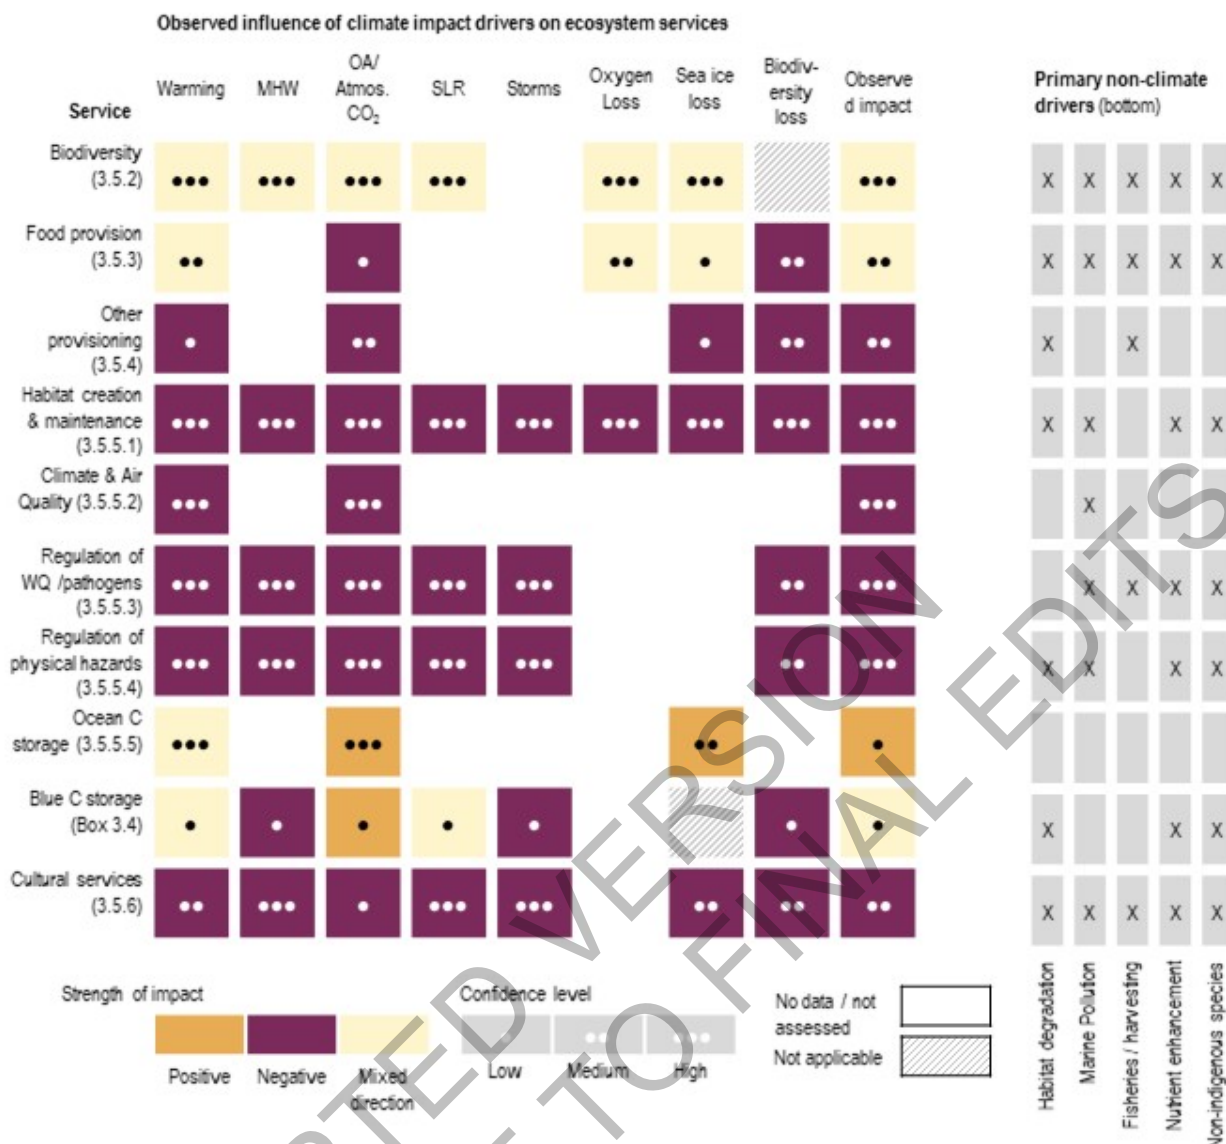 Observed influence of climate impact drivers on ecosystem services
Service
Warming
MHW
OA/
Atmos.
CO₂
SLR
Storms
Oxygen
Loss
Sea ice
loss
Biodiv-
ersity
loss
Observe
d impact
Primary non-climate
drivers (bottom)
Biodiversity
(3.5.2)
X X X X X
Food provision
(3.5.3)
X X X X X
Other
provisioning
(3.5.4)
X X
Habitat creation
& maintenance
(3.5.5.1)
X X X X
Climate & Air
Quality (3.5.5.2)
X
Regulation of
WQ /pathogens
(3.5.5.3)
X X X X
Regulation of
physical hazards
(3.5.5.4)
X X X X
Ocean C
storage (3.5.5.5)
Blue C storage
(Box 3.4)
X X X
Cultural services
(3.5.6)
X X X X X
Habitat degradation
Marine Pollution
Fisheries / harvesting
Nutrient enhancement
Non-indigenous species
Strength of impact
Positive
Negative
Mixed
direction
Confidence level
Low
Medium
High
No data / not
assessed
Not applicable
VERSION
TO FINAL EDITS